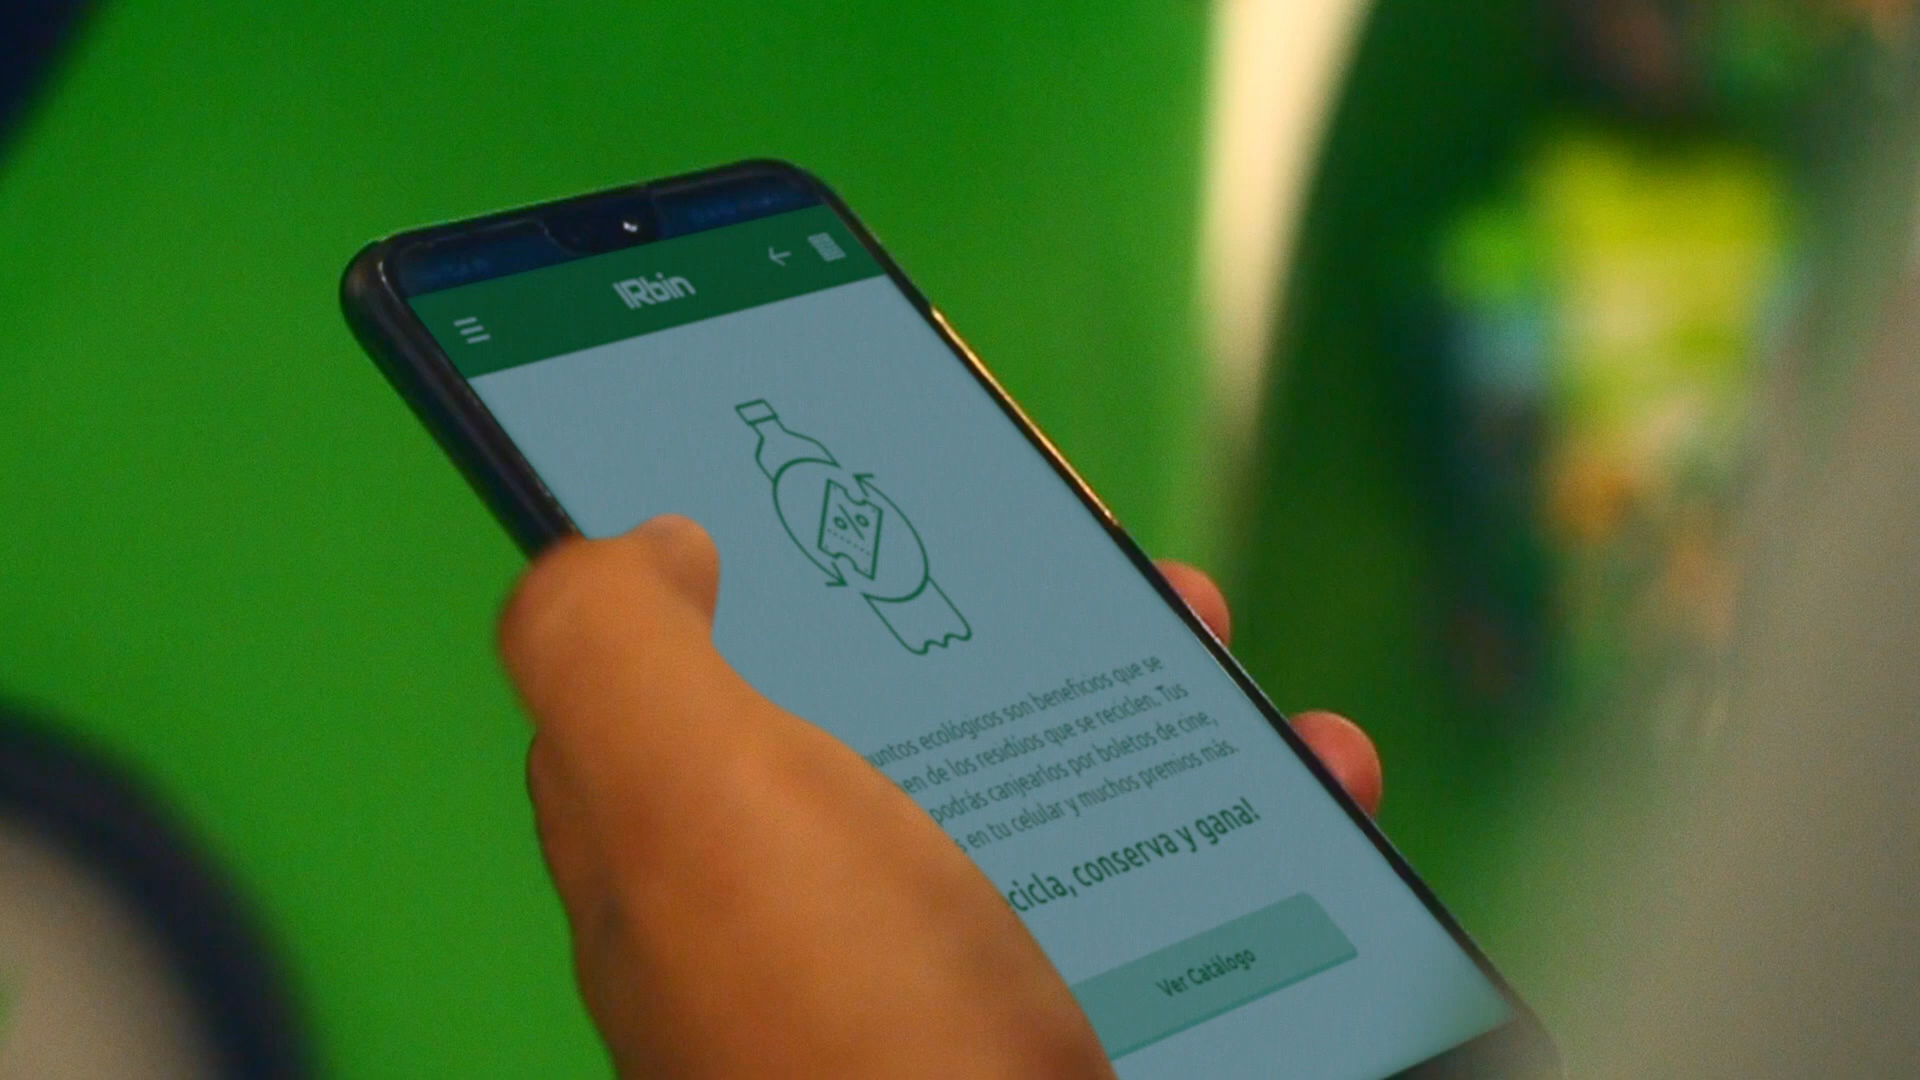 IRbin
%
untos ecológicos son beneficios que se
en de los residuos que se reciclen. Tus
podrás canjearlos por boletos de cine,
s en tu celular y muchos premios más.
cicla, conserva y gana!
Ver Catálogo